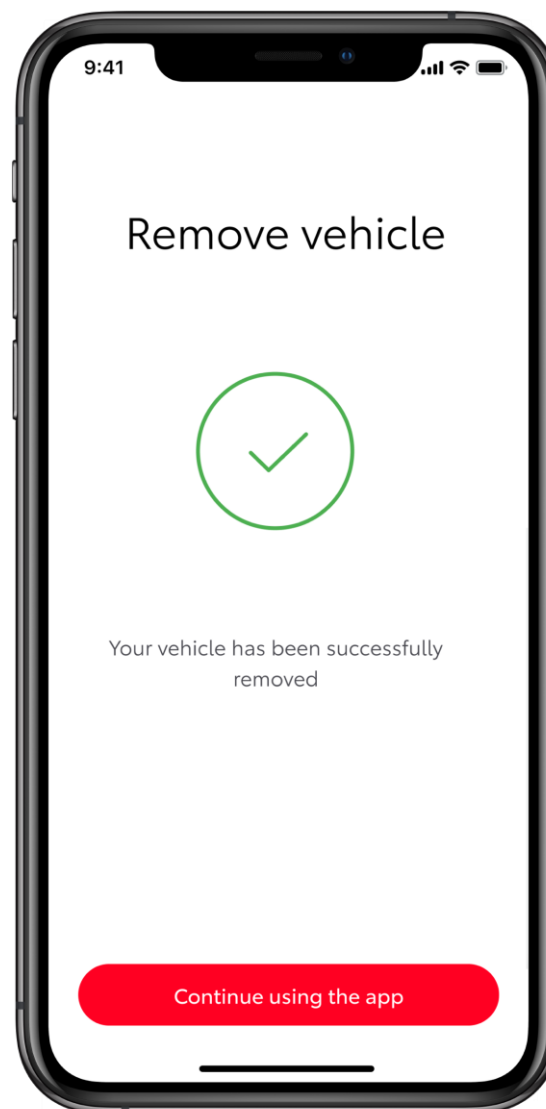 9:41
Remove vehicle
Your vehicle has been successfully
removed
Continue using the app